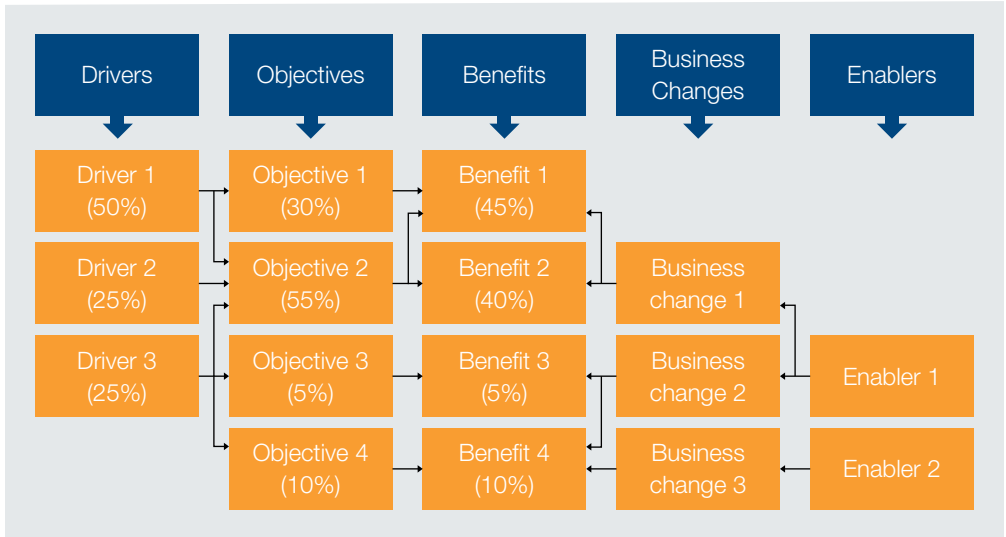 Drivers
Objectives
Benefits
Business
Changes
Enablers
Driver 1
(50%)
Objective 1
(30%)
Benefit 1
(45%)
Driver 2
(25%)
Objective 2
(55%)
Benefit 2
(40%)
Business
change 1
Driver 3
(25%)
Objective 3
(5%)
Benefit 3
(5%)
Business
change 2
Enabler 1
Objective 4
(10%)
Benefit 4
(10%)
Business
change 3
Enabler 2